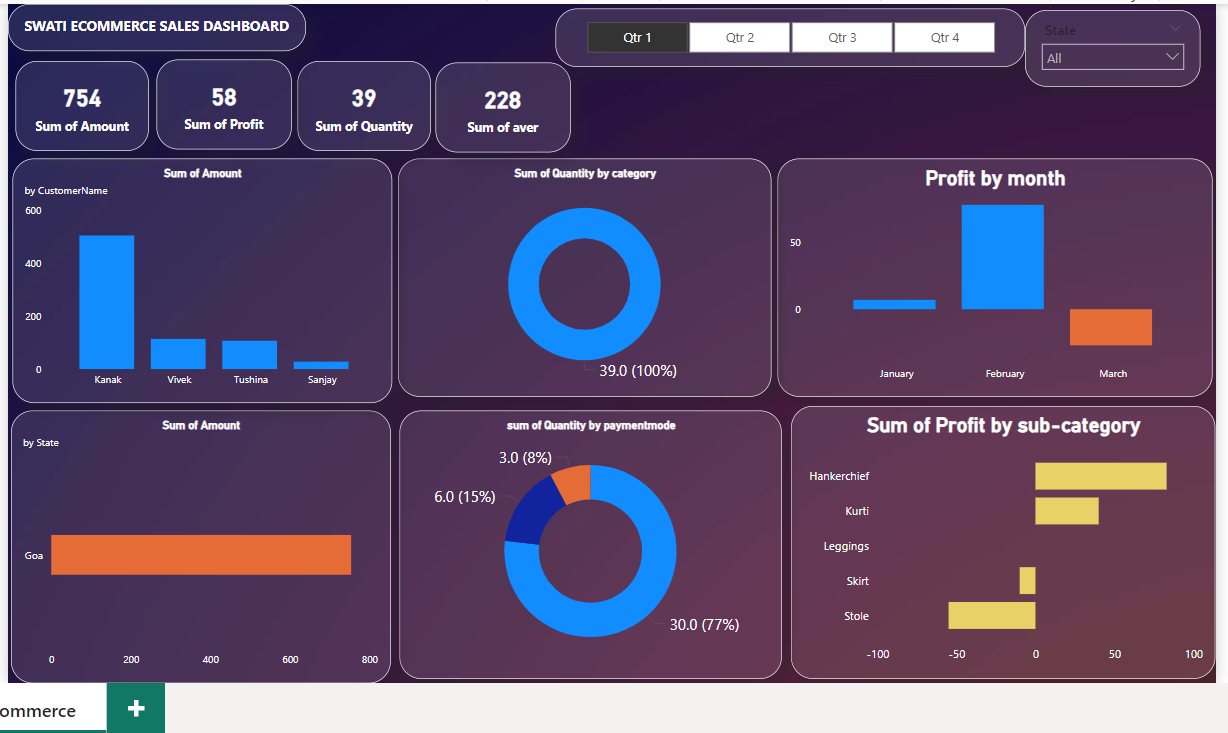 SWATI ECOMMERCE SALES DASHBOARD
Qtr 1
Qtr 2
Qtr 3
Qtr 4
State
All
754
Sum of Amount
58
Sum of Profit
39
Sum of Quantity
228
Sum of aver
Sum of Amount
by CustomerName
600
400
200
0
Kanak
Vivek
Tushina
Sanjay
Sum of Quantity by category
39.0 (100%)
Profit by month
50
0
January
February
March
Sum of Amount
by State
Goa
0
200
400
600
800
sum of Quantity by paymentmode
3.0 (8%)
6.0 (15%)
30.0 (77%)
Sum of Profit by sub-category
Hankerchief
Kurti
Leggings
Skirt
Stole
-100
-50
0
50
100
ommerce
+